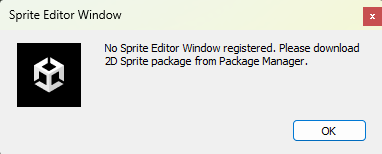 Sprite Editor Window
No Sprite Editor Window registered. Please download
2D Sprite package from Package Manager.
OK